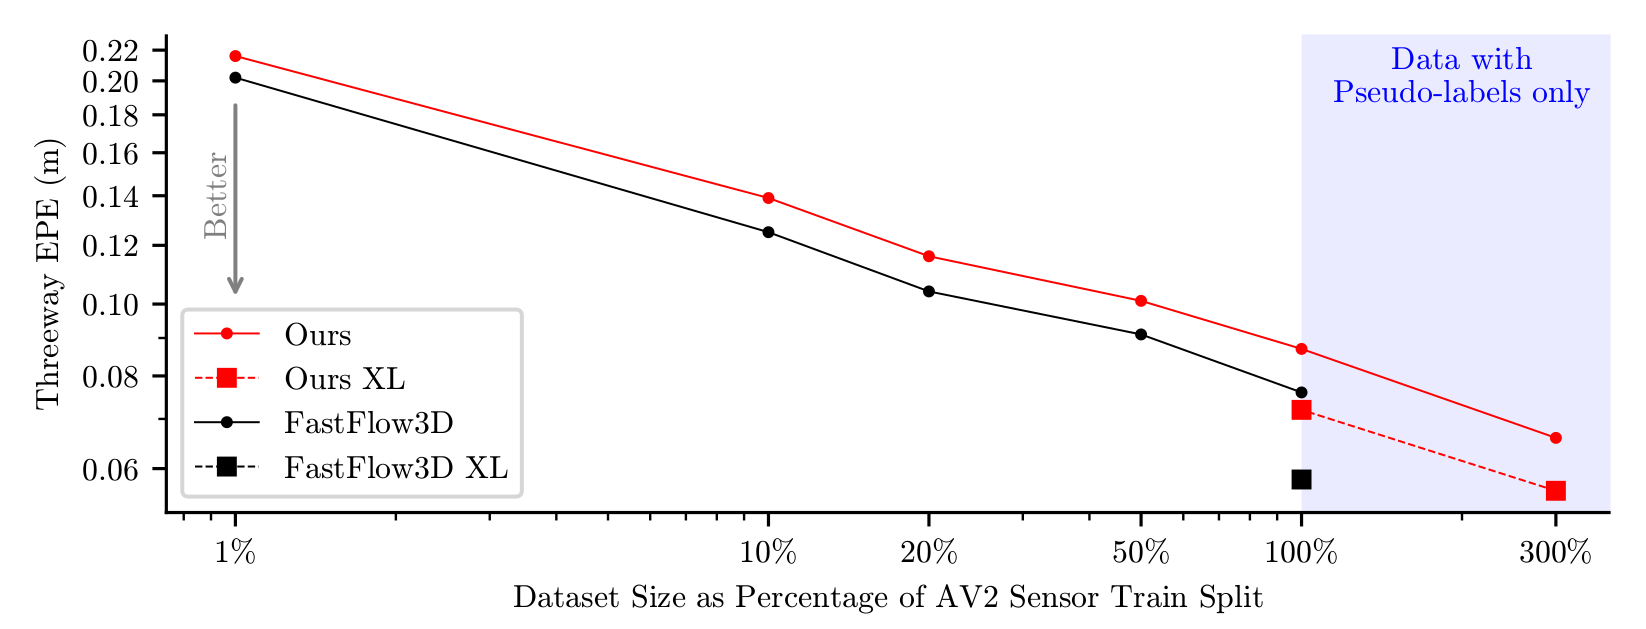 Threeway EPE (m)
0.22
0.20
0.18
0.16
0.14
0.12
0.10
0.08
0.06
Better
Data with
Pseudo-labels only
Ours
Ours XL
FastFlow3D
FastFlow3D XL
1%
10%
20%
50%
100%
300%
Dataset Size as Percentage of AV2 Sensor Train Split